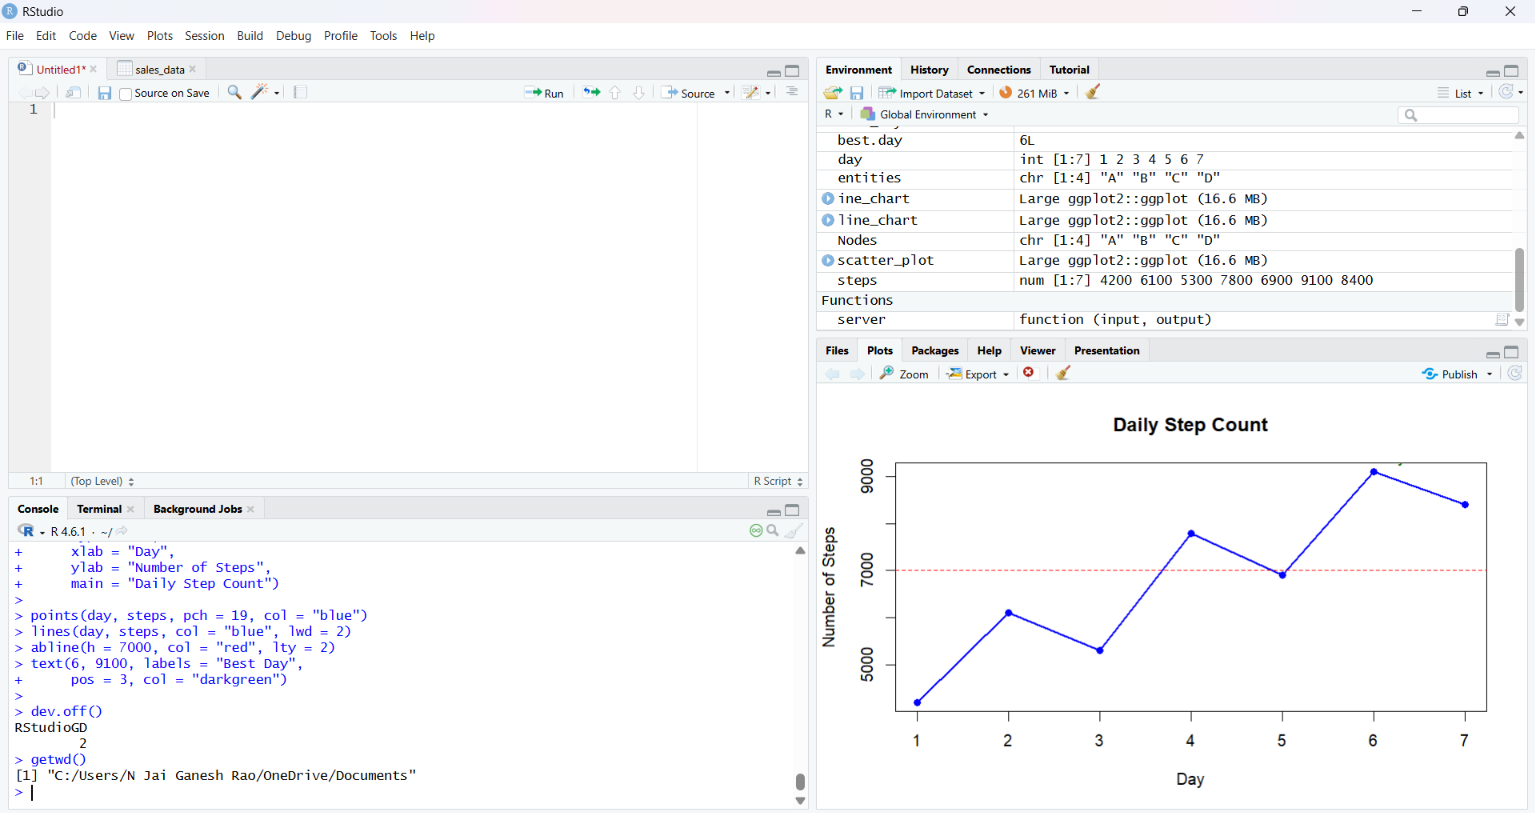 RStudio
File Edit Code View Plots Session Build Debug Profile Tools Help
Untitled1* sales_data
Source on Save Run Source
1
1:1 (Top Level) R Script
Console Terminal Background Jobs
R 4.6.1 · ~/
+ xlab = "Day",
+ ylab = "Number of Steps",
+ main = "Daily Step Count")
>
> points(day, steps, pch = 19, col = "blue")
> lines(day, steps, col = "blue", lwd = 2)
> abline(h = 7000, col = "red", lty = 2)
> text(6, 9100, labels = "Best Day",
+ pos = 3, col = "darkgreen")
>
> dev.off()
RStudioGD
2
> getwd()
[1] "C:/Users/N Jai Ganesh Rao/OneDrive/Documents"
>
Environment History Connections Tutorial
Import Dataset 261 MiB List
R Global Environment
best.day 6L
day int [1:7] 1 2 3 4 5 6 7
entities chr [1:4] "A" "B" "C" "D"
ine_chart Large ggplot2::ggplot (16.6 MB)
line_chart Large ggplot2::ggplot (16.6 MB)
Nodes chr [1:4] "A" "B" "C" "D"
scatter_plot Large ggplot2::ggplot (16.6 MB)
steps num [1:7] 4200 6100 5300 7800 6900 9100 8400
Functions
server function (input, output)
Files Plots Packages Help Viewer Presentation
Zoom Export Publish
Daily Step Count
Number of Steps
9000
7000
5000
1 2 3 4 5 6 7
Day